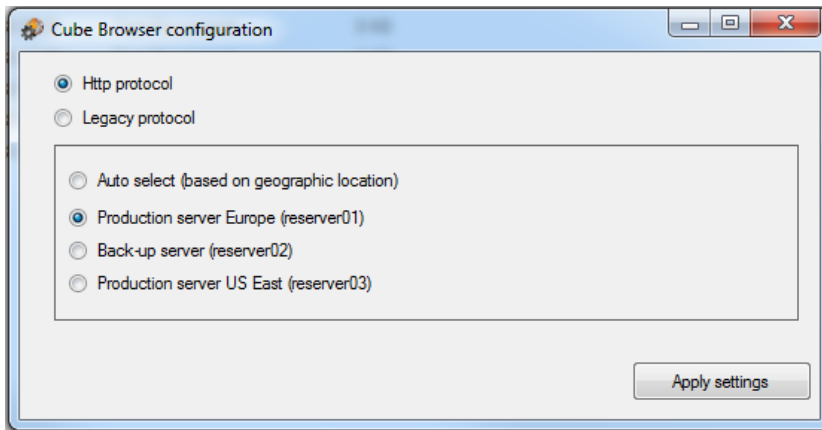 Cube Browser configuration
Http protocol
Legacy protocol
Auto select (based on geographic location)
Production server Europe (reserver01)
Back-up server (reserver02)
Production server US East (reserver03)
Apply settings